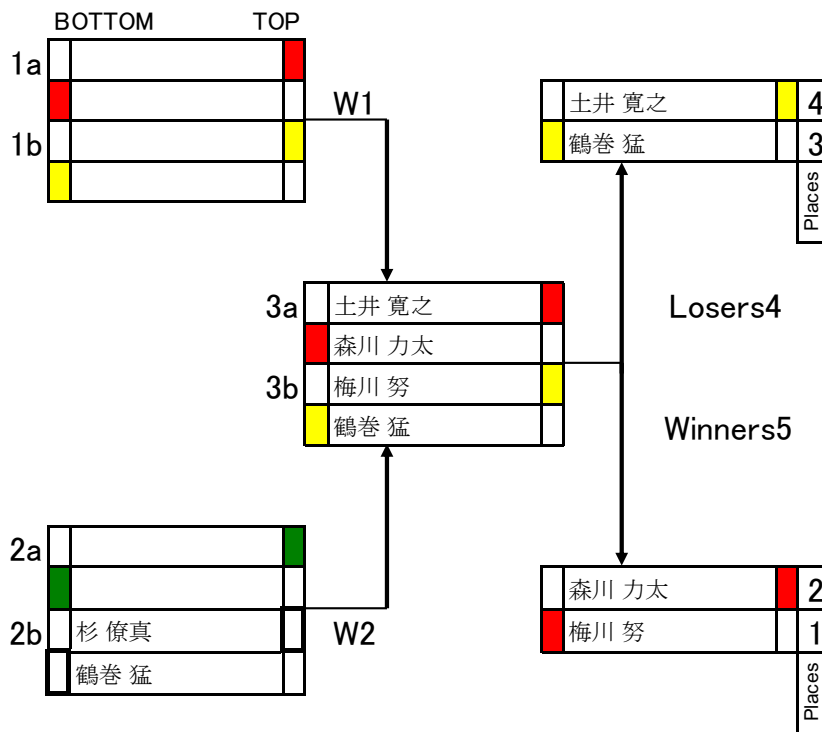 BOTTOM TOP
1a
W1
1b
土井 寛之 4
鶴巻 猛 3
Places
3a 土井 寛之
森川 力太
3b 梅川 努
鶴巻 猛
Losers4
Winners5
2a
2b 杉 僚真
鶴巻 猛
W2
森川 力太 2
梅川 努 1
Places